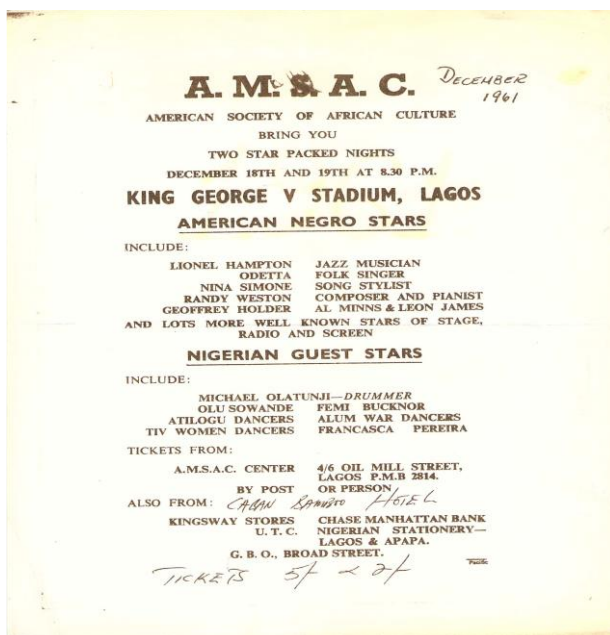 A. M. S. A. C.
DECEMBER
1961
AMERICAN SOCIETY OF AFRICAN CULTURE
BRING YOU
TWO STAR PACKED NIGHTS
DECEMBER 18TH AND 19TH AT 8.30 P.M.
KING GEORGE V STADIUM, LAGOS
AMERICAN NEGRO STARS
INCLUDE:
LIONEL HAMPTON JAZZ MUSICIAN
ODETTA FOLK SINGER
NINA SIMONE SONG STYLIST
RANDY WESTON COMPOSER AND PIANIST
GEOFFREY HOLDER AL MINNS & LEON JAMES
AND LOTS MORE WELL KNOWN STARS OF STAGE,
RADIO AND SCREEN
NIGERIAN GUEST STARS
INCLUDE:
MICHAEL OLATUNJI—DRUMMER
OLU SOWANDE FEMI BUCKNOR
ATILOGU DANCERS ALUM WAR DANCERS
TIV WOMEN DANCERS FRANCASCA PEREIRA
TICKETS FROM:
A.M.S.A.C. CENTER 4/6 OIL MILL STREET,
LAGOS P.M.B 2814.
BY POST OR PERSON
ALSO FROM: CABAN BAMBOO HOTEL
KINGSWAY STORES CHASE MANHATTAN BANK
U. T. C. NIGERIAN STATIONERY—
LAGOS & APAPA.
G. B. O., BROAD STREET.
Pacific
TICKETS 5/ < 2/